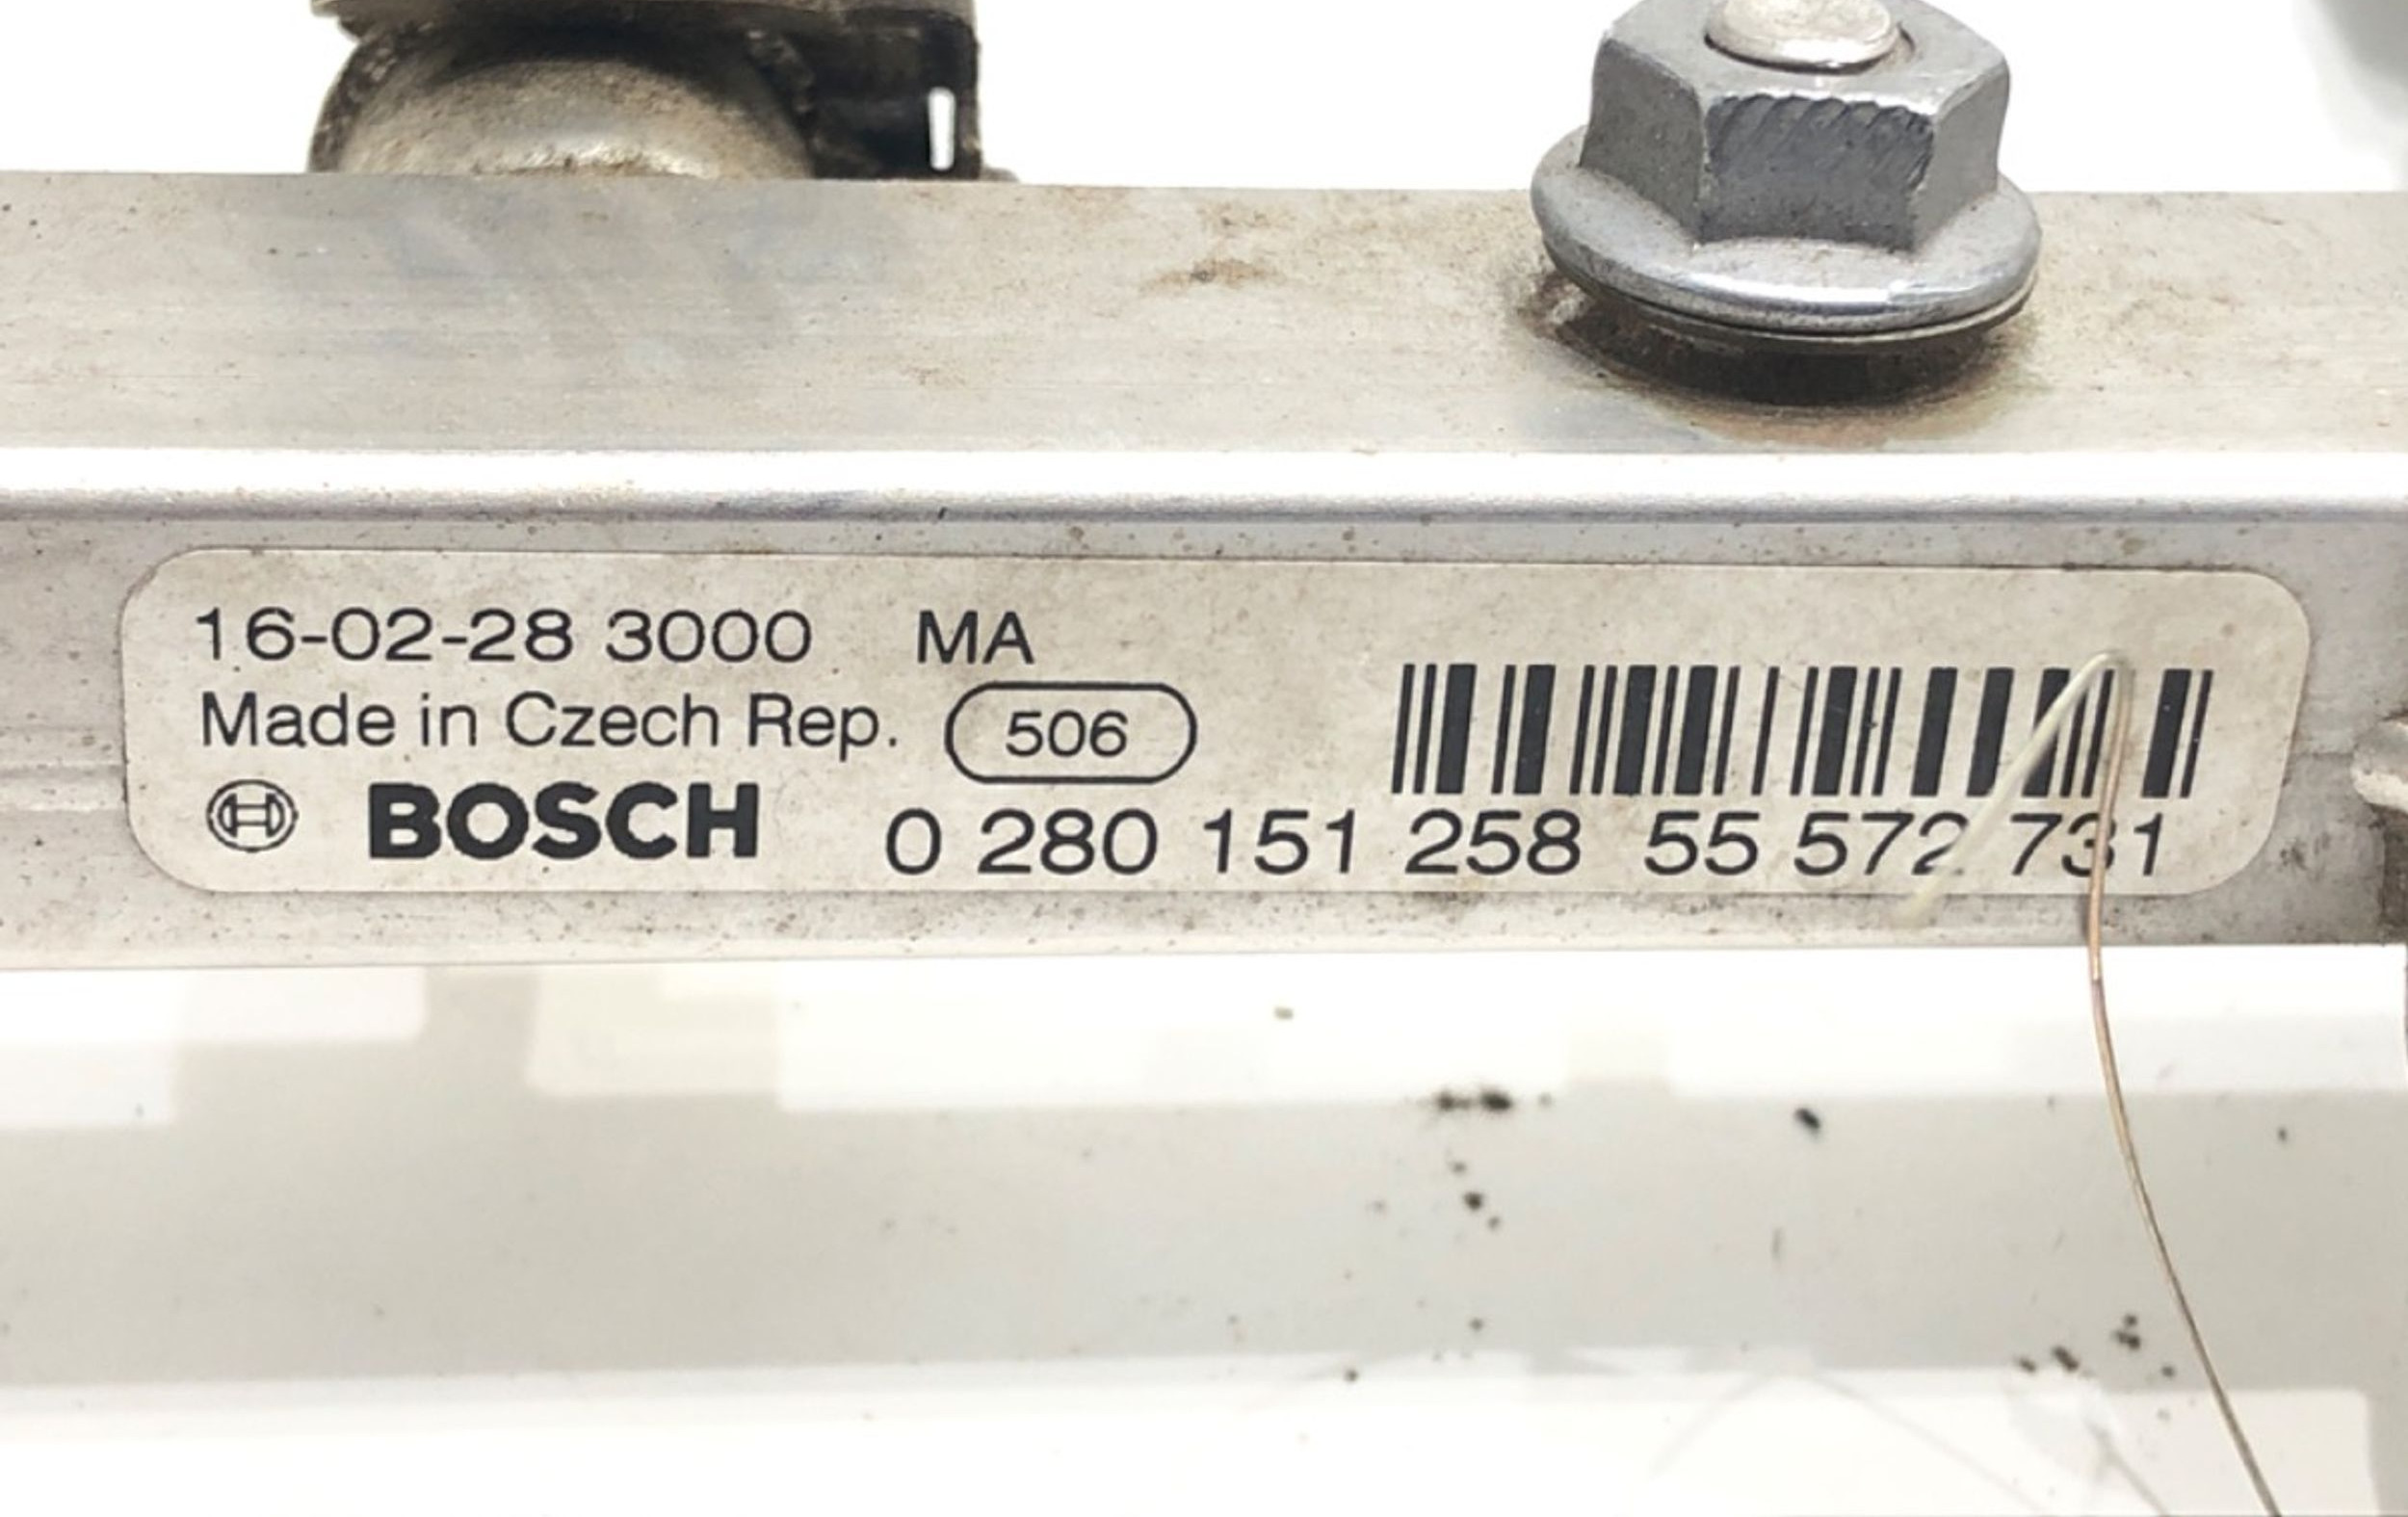 16-02-28 3000 MA
Made in Czech Rep. 506
BOSCH 0 280 151 258 55 572 731